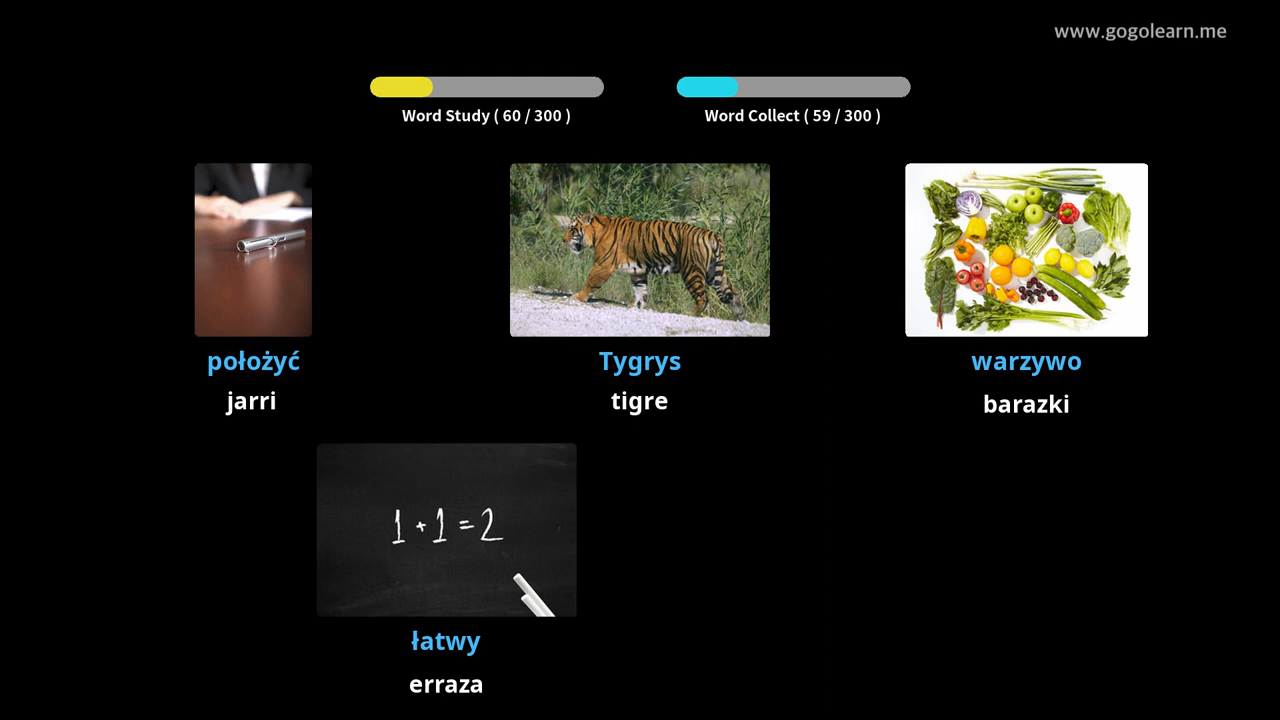 www.gogolearn.me
Word Study ( 60 / 300 )
Word Collect ( 59 / 300 )
położyć
jarri
Tygrys
tigre
warzywo
barazki
1 + 1 = 2
łatwy
erraza